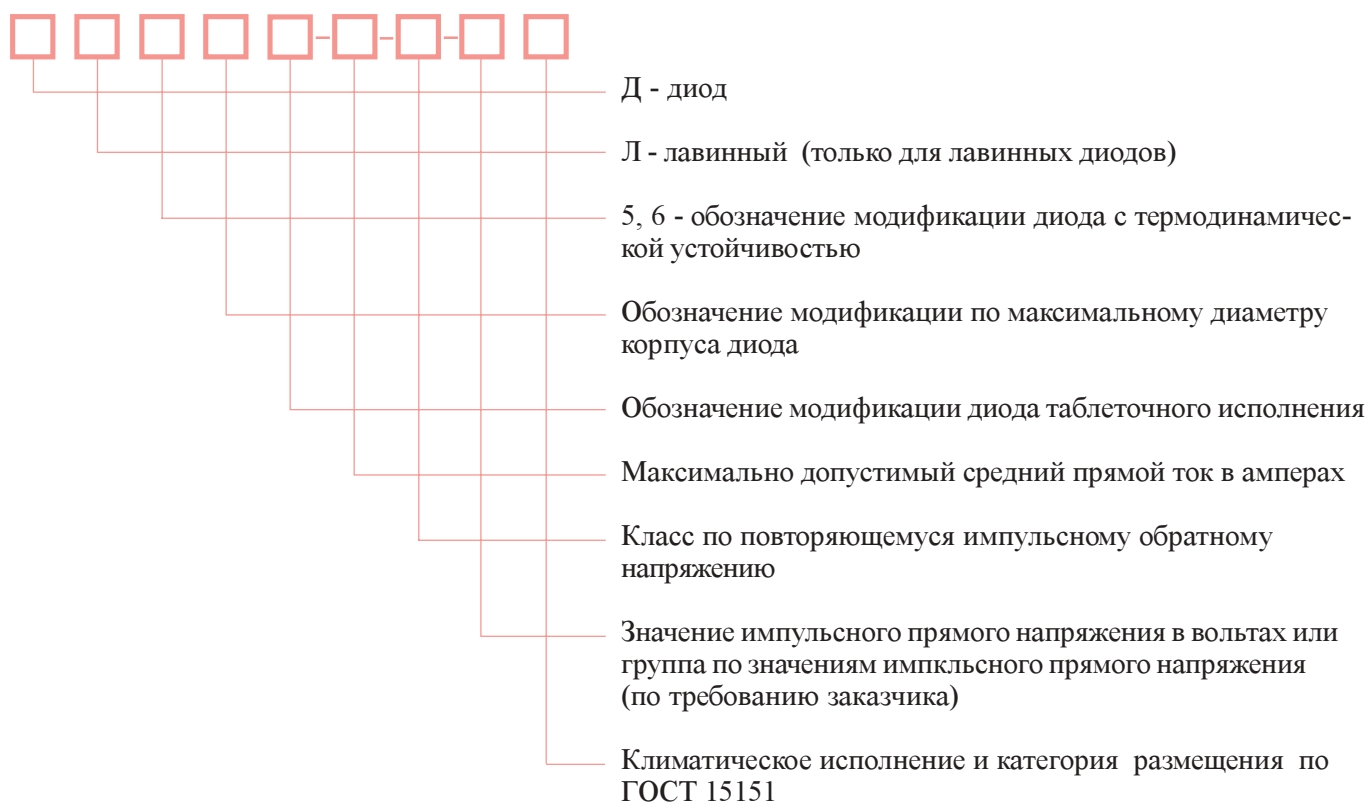 Д - диод
Л - лавинный (только для лавинных диодов)
5, 6 - обозначение модификации диода с термодинамичес-
кой устойчивостью
Обозначение модификации по максимальному диаметру
корпуса диода
Обозначение модификации диода таблеточного исполнения
Максимально допустимый средний прямой ток в амперах
Класс по повторяющемуся импульсному обратному
напряжению
Значение импульсного прямого напряжения в вольтах или
группа по значениям импкльсного прямого напряжения
(по требованию заказчика)
Климатическое исполнение и категория размещения по
ГОСТ 15151